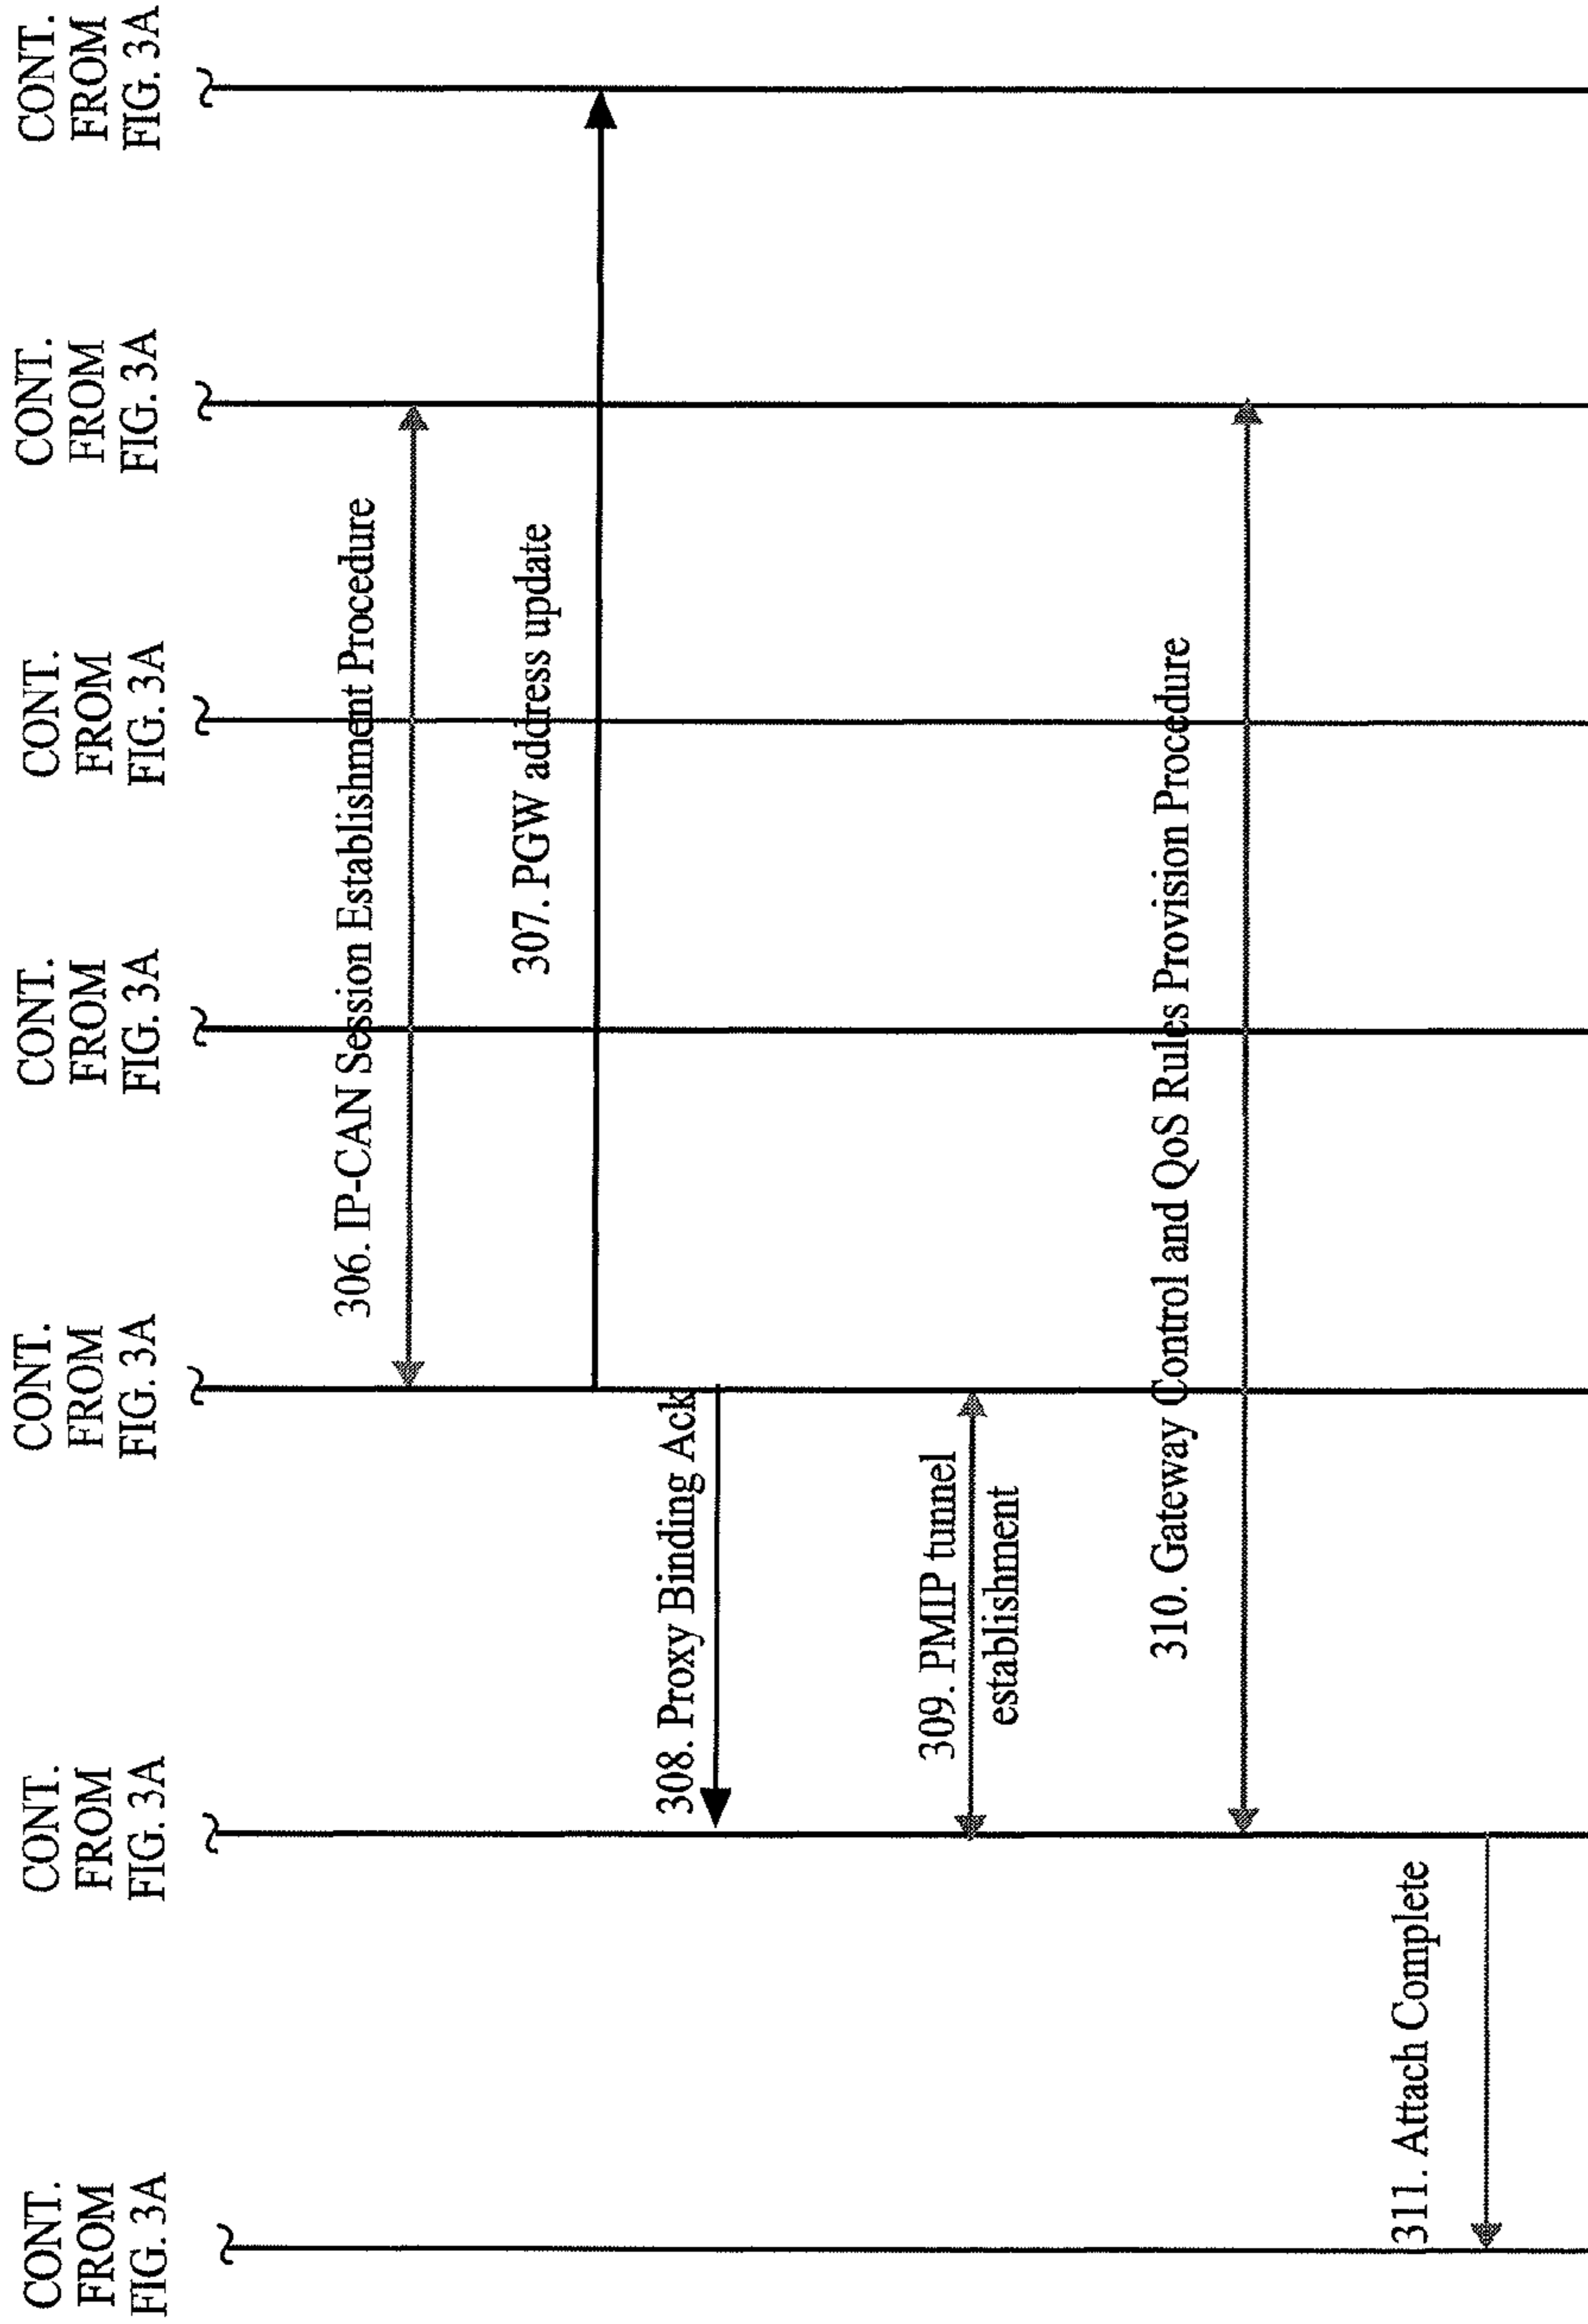 CONT.
FROM
FIG. 3A
CONT.
FROM
FIG. 3A
CONT.
FROM
FIG. 3A
CONT.
FROM
FIG. 3A
CONT.
FROM
FIG. 3A
CONT.
FROM
FIG. 3A
CONT.
FROM
FIG. 3A
306. IP-CAN Session Establishment Procedure
307. PGW address update
308. Proxy Binding Ack
309. PMIP tunnel
establishment
310. Gateway Control and QoS Rules Provision Procedure
311. Attach Complete